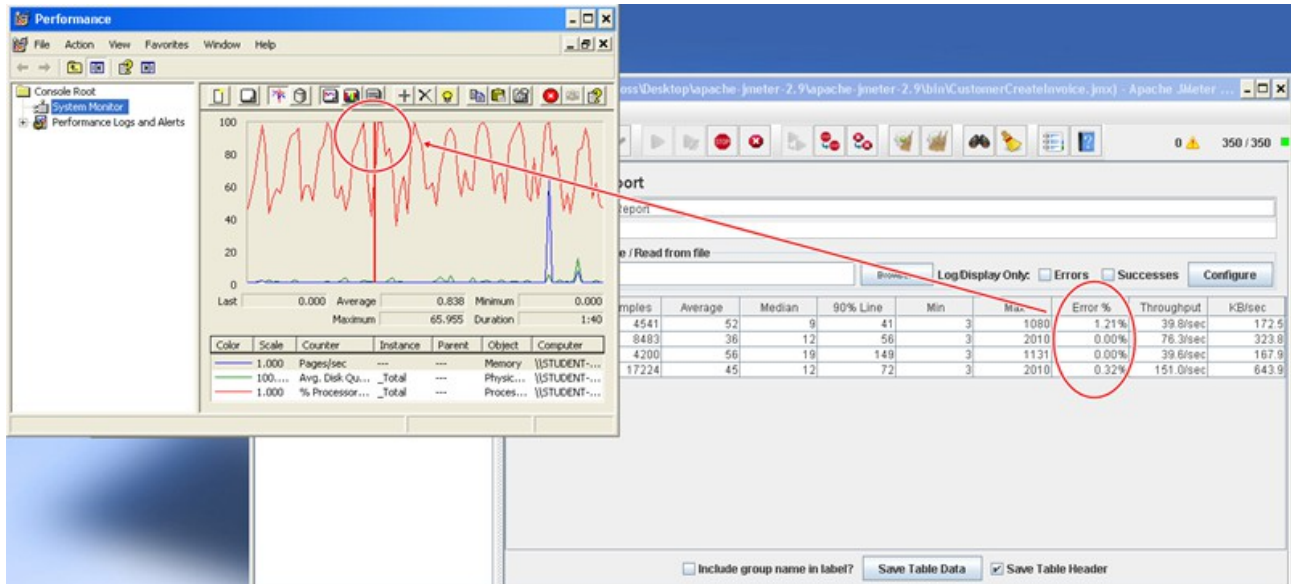 Performance
File Action View Favorites Window Help
Console Root
System Monitor
Performance Logs and Alerts
100
80
60
40
20
0
Last 0.000 Average 0.838 Minimum 0.000
Maximum 65.955 Duration 1:40
Color Scale Counter Instance Parent Object Computer
1.000 Pages/sec --- --- Memory \\STUDENT-...
100.... Avg. Disk Qu... _Total --- Physic... \\STUDENT-...
1.000 % Processor... _Total --- Proces... \\STUDENT-...
oss\Desktop\apache-jmeter-2.9\apache-jmeter-2.9\bin\CustomerCreateInvoice.jmx) - Apache JMeter ...
0 350 / 350
port
Report
e / Read from file
Log/Display Only: Errors Successes Configure
mples Average Median 90% Line Min Max Error % Throughput KB/sec
4541 52 9 41 3 1080 1.21% 39.8/sec 172.5
8483 36 12 56 3 2010 0.00% 76.3/sec 323.8
4200 56 19 149 3 1131 0.00% 39.6/sec 167.9
17224 45 12 72 3 2010 0.32% 151.0/sec 643.9
Include group name in label? Save Table Data Save Table Header